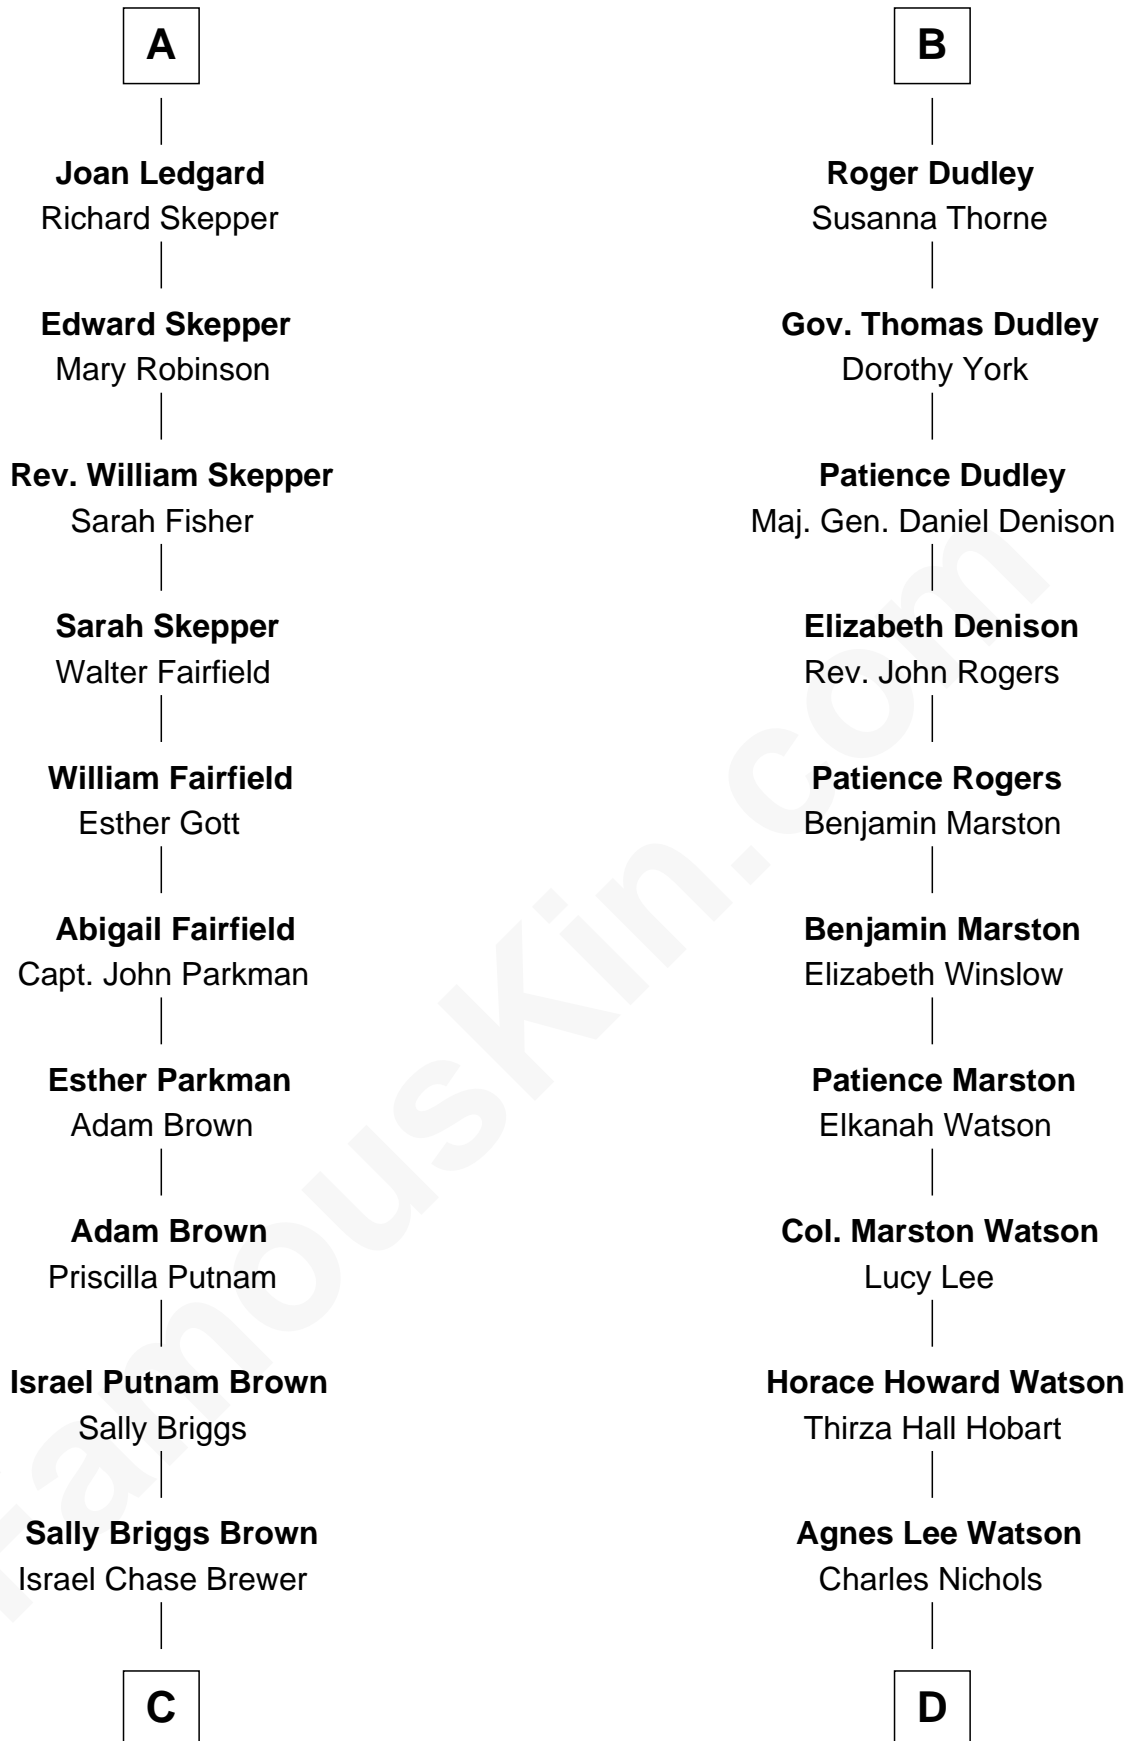 A
Joan Ledgard
Richard Skepper
Edward Skepper
Mary Robinson
Rev. William Skepper
Sarah Fisher
Sarah Skepper
Walter Fairfield
William Fairfield
Esther Gott
Abigail Fairfield
Capt. John Parkman
Esther Parkman
Adam Brown
Adam Brown
Priscilla Putnam
Israel Putnam Brown
Sally Briggs
Sally Briggs Brown
Israel Chase Brewer
C
B
Roger Dudley
Susanna Thorne
Gov. Thomas Dudley
Dorothy York
Patience Dudley
Maj. Gen. Daniel Denison
Elizabeth Denison
Rev. John Rogers
Patience Rogers
Benjamin Marston
Benjamin Marston
Elizabeth Winslow
Patience Marston
Elkanah Watson
Col. Marston Watson
Lucy Lee
Horace Howard Watson
Thirza Hall Hobart
Agnes Lee Watson
Charles Nichols
D
FamousKin.com